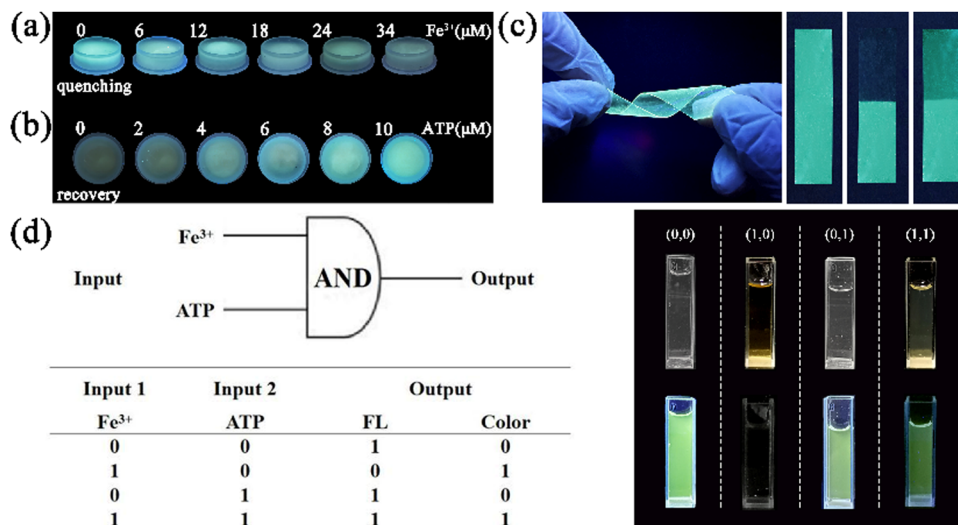 (a) 0 6 12 18 24 34 Fe³⁺(μM)
quenching
(b) 0 2 4 6 8 10 ATP(μM)
recovery
(c)
(d)
Fe³⁺
Input AND Output
ATP
Input 1 Input 2 Output
Fe³⁺ ATP FL Color
0 0 1 0
1 0 0 1
0 1 1 0
1 1 1 1
(0,0) (1,0) (0,1) (1,1)